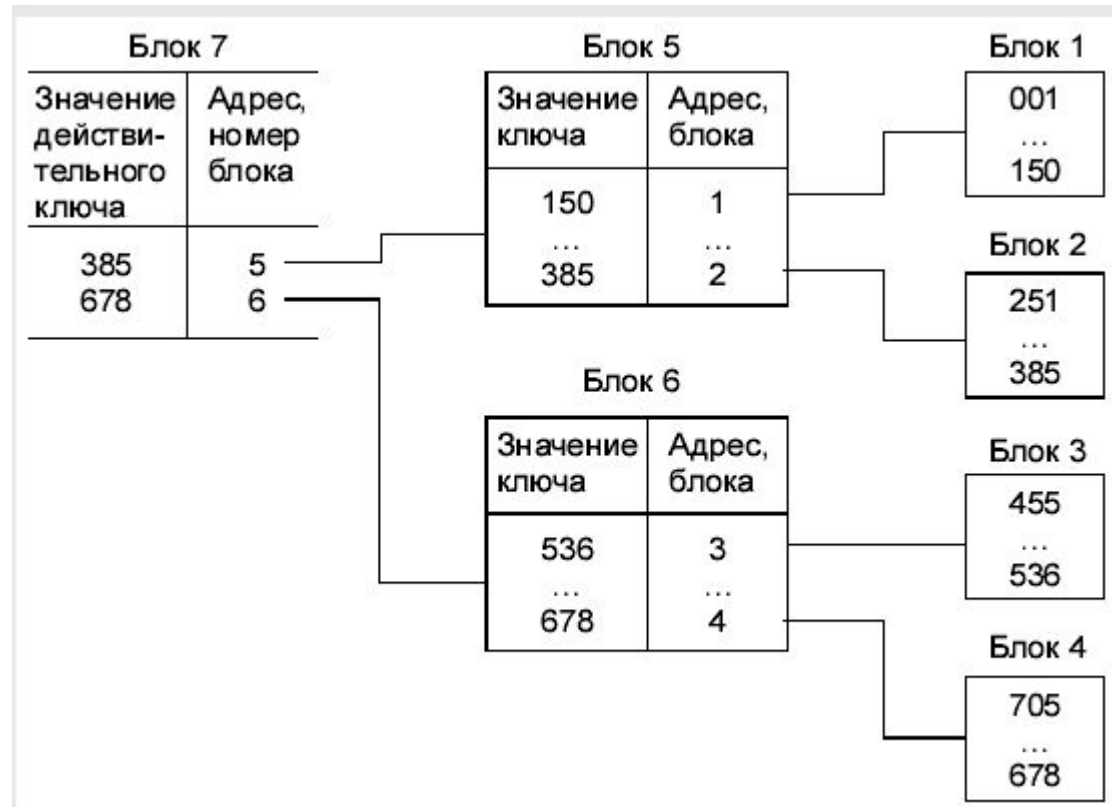 Блок 7
Значение
действи-
тельного
ключа
Адрес,
номер
блока
385 5
678 6
Блок 5
Значение
ключа
Адрес,
блока
150 1
... ...
385 2
Блок 6
Значение
ключа
Адрес,
блока
536 3
... ...
678 4
Блок 1
001
...
150
Блок 2
251
...
385
Блок 3
455
...
536
Блок 4
705
...
678